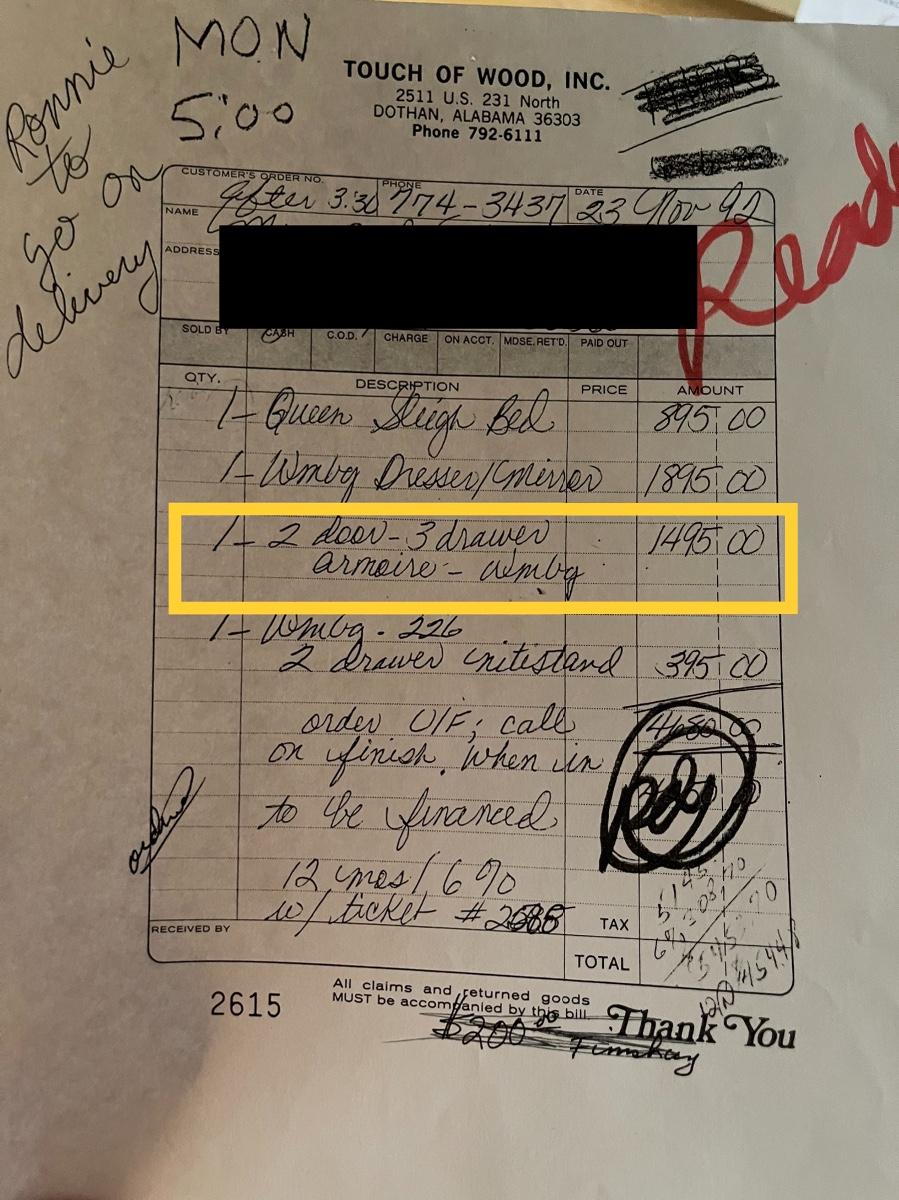 Ronnie
to
go on
delivery
MON
5:00
TOUCH OF WOOD, INC.
2511 U.S. 231 North
DOTHAN, ALABAMA 36303
Phone 792-6111
Ready
CUSTOMER'S ORDER NO. PHONE DATE
after 3:30 774-3437 23 Nov 92
NAME
ADDRESS
SOLD BY CASH C.O.D. CHARGE ON ACCT. MDSE. RET'D. PAID OUT
QTY. DESCRIPTION PRICE AMOUNT
1- Queen Sleigh Bed 895 00
1- Wmbg Dresser/Mirror 1895 00
1- 2 door - 3 drawer 1495 00
armoire - wmbg
1- Wmbg - 226
2 drawer nitistand 395 00
order U/F; call 4680 00
on finish. When in
to be financed
ordered
12 mos / 6%
w/ ticket #
TAX
RECEIVED BY
TOTAL
2615
All claims and returned goods
MUST be accompanied by this bill
Thank You
$200.00